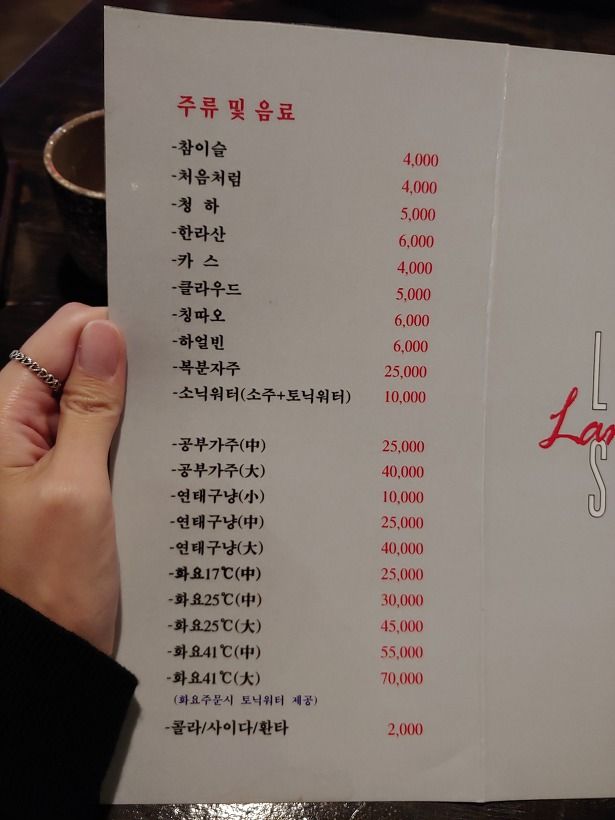 주류 및 음료
-참이슬 4,000
-처음처럼 4,000
-청 하 5,000
-한라산 6,000
-카 스 4,000
-클라우드 5,000
-칭따오 6,000
-하얼빈 6,000
-복분자주 25,000
-소닉워터(소주+토닉워터) 10,000
-공부가주(中) 25,000
-공부가주(大) 40,000
-연태구냥(小) 10,000
-연태구냥(中) 25,000
-연태구냥(大) 40,000
-화요17℃(中) 25,000
-화요25℃(中) 30,000
-화요25℃(大) 45,000
-화요41℃(中) 55,000
-화요41℃(大) 70,000
(화요주문시 토닉워터 제공)
-콜라/사이다/환타 2,000
L
S